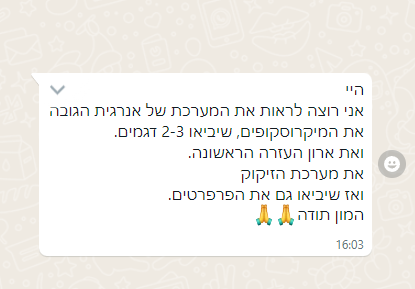 היי
אני רוצה לראות את המערכת של אנרגית הגובה
את המיקרוסקופים, שיביאו 2-3 דגמים.
ואת ארון העזרה הראשונה.
את מערכת הזיקוק
ואז שיביאו גם את הפרפרטים.
המון תודה🙏🙏
16:03